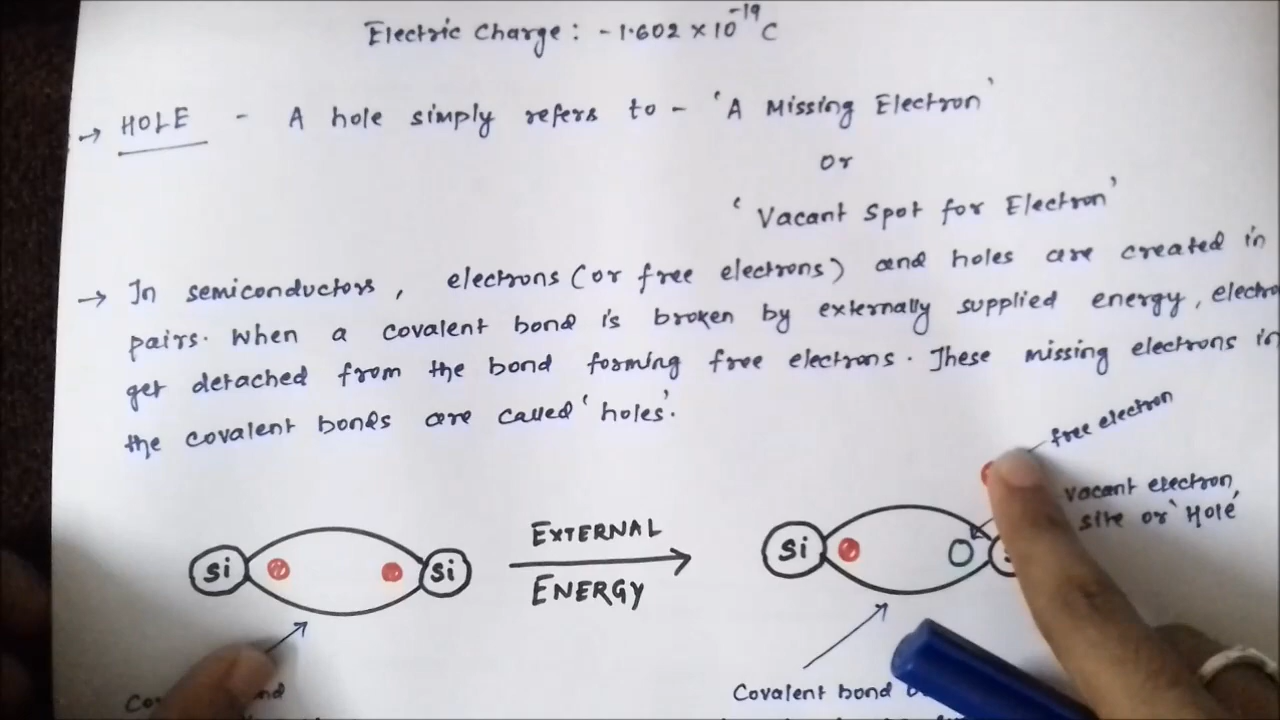 Electric Charge: -1.602 × 10⁻¹⁹ C
→ HOLE - A hole simply refers to - 'A Missing Electron'
or
'Vacant Spot for Electron'
→ In semiconductors, electrons (or free electrons) and holes are created in
pairs. When a covalent bond is broken by externally supplied energy, electro
get detached from the bond forming free electrons. These missing electrons in
the covalent bonds are called 'holes'.
free electron
vacant electron
site or 'Hole'
Si Si EXTERNAL Si
ENERGY
Covalent bond